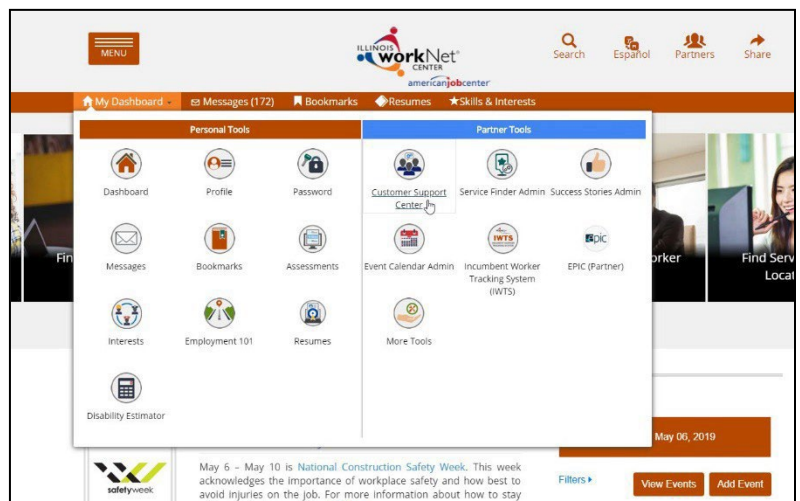 MENU
ILLINOIS
workNet®
CENTER
americanjobcenter
Search
Español
Partners
Share
My Dashboard
Messages (172)
Bookmarks
Resumes
Skills & Interests
Personal Tools
Partner Tools
Dashboard
Profile
Password
Customer Support
Center
Service Finder Admin
Success Stories Admin
Messages
Bookmarks
Assessments
Event Calendar Admin
IWTS
Incumbent Worker
Tracking System
(IWTS)
Epic
EPIC (Partner)
Interests
Employment 101
Resumes
More Tools
Disability Estimator
Fin
orker
Find Serv
Locat
May 06, 2019
safetyweek
May 6 – May 10 is National Construction Safety Week. This week
acknowledges the importance of workplace safety and how best to
avoid injuries on the job. For more information about how to stay
Filters
View Events
Add Event